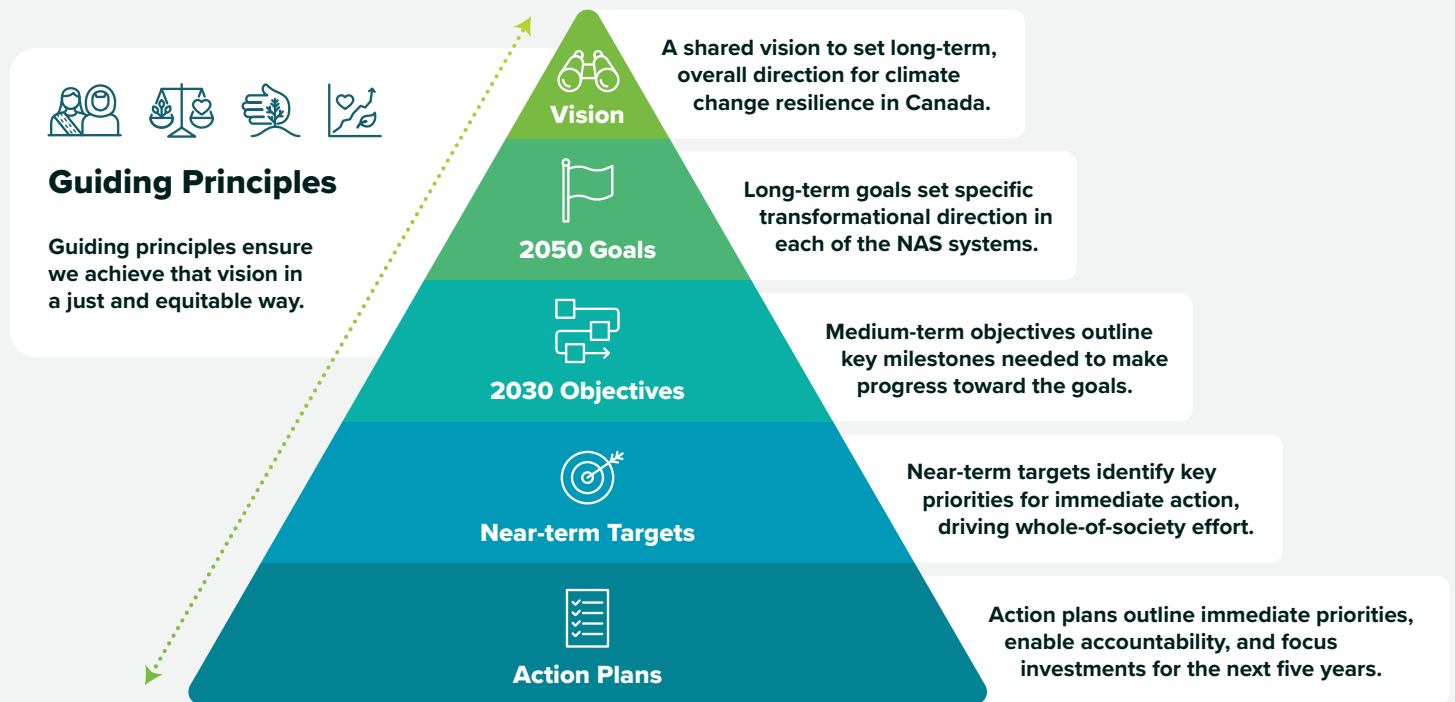 Guiding Principles
Guiding principles ensure
we achieve that vision in
a just and equitable way.
Vision
A shared vision to set long-term,
overall direction for climate
change resilience in Canada.
2050 Goals
Long-term goals set specific
transformational direction in
each of the NAS systems.
2030 Objectives
Medium-term objectives outline
key milestones needed to make
progress toward the goals.
Near-term Targets
Near-term targets identify key
priorities for immediate action,
driving whole-of-society effort.
Action Plans
Action plans outline immediate priorities,
enable accountability, and focus
investments for the next five years.